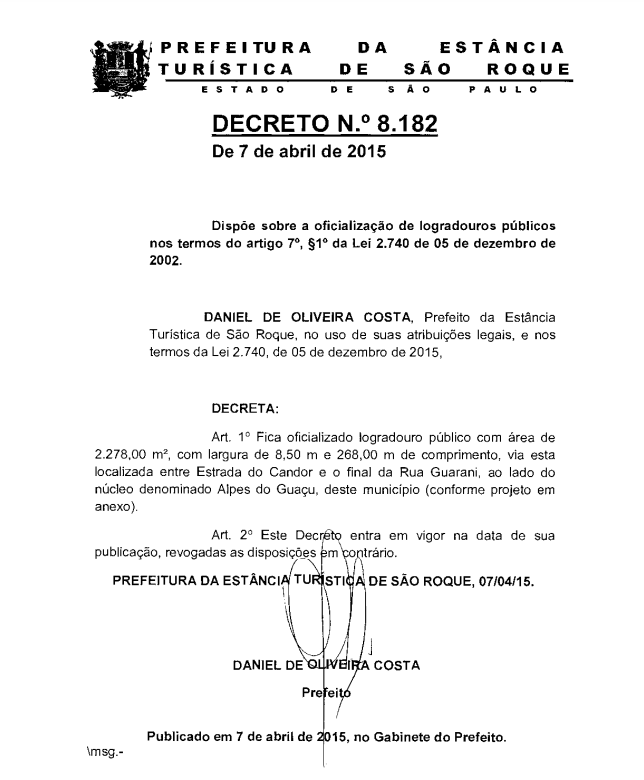 PREFEITURA DA ESTÂNCIA
TURÍSTICA DE SÃO ROQUE
ESTADO DE SÃO PAULO
DECRETO N.º 8.182
De 7 de abril de 2015
Dispõe sobre a oficialização de logradouros públicos
nos termos do artigo 7º, §1º da Lei 2.740 de 05 de dezembro de
2002.
DANIEL DE OLIVEIRA COSTA, Prefeito da Estância
Turística de São Roque, no uso de suas atribuições legais, e nos
termos da Lei 2.740, de 05 de dezembro de 2015,
DECRETA:
Art. 1º Fica oficializado logradouro público com área de
2.278,00 m², com largura de 8,50 m e 268,00 m de comprimento, via esta
localizada entre Estrada do Candor e o final da Rua Guarani, ao lado do
núcleo denominado Alpes do Guaçu, deste município (conforme projeto em
anexo).
Art. 2º Este Decreto entra em vigor na data de sua
publicação, revogadas as disposições em contrário.
PREFEITURA DA ESTÂNCIA TURÍSTICA DE SÃO ROQUE, 07/04/15.
DANIEL DE OLIVEIRA COSTA
Prefeito
Publicado em 7 de abril de 2015, no Gabinete do Prefeito.
\msg.-